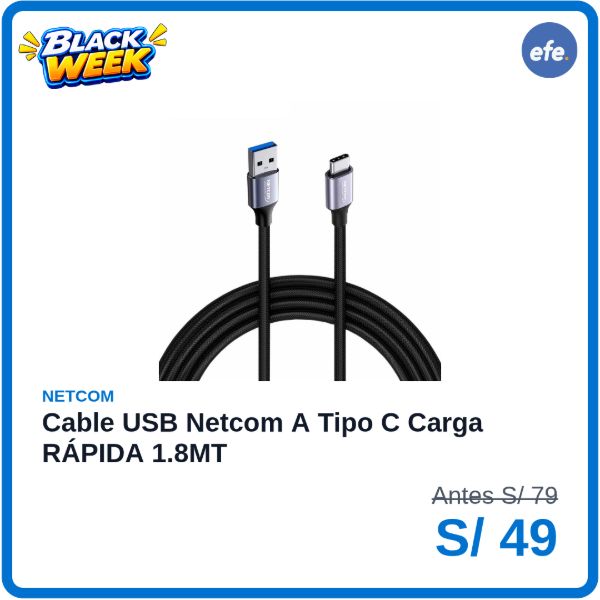 BLACK
WEEK
efe.
NETCOM
Cable USB Netcom A Tipo C Carga
RÁPIDA 1.8MT
Antes S/ 79
S/ 49